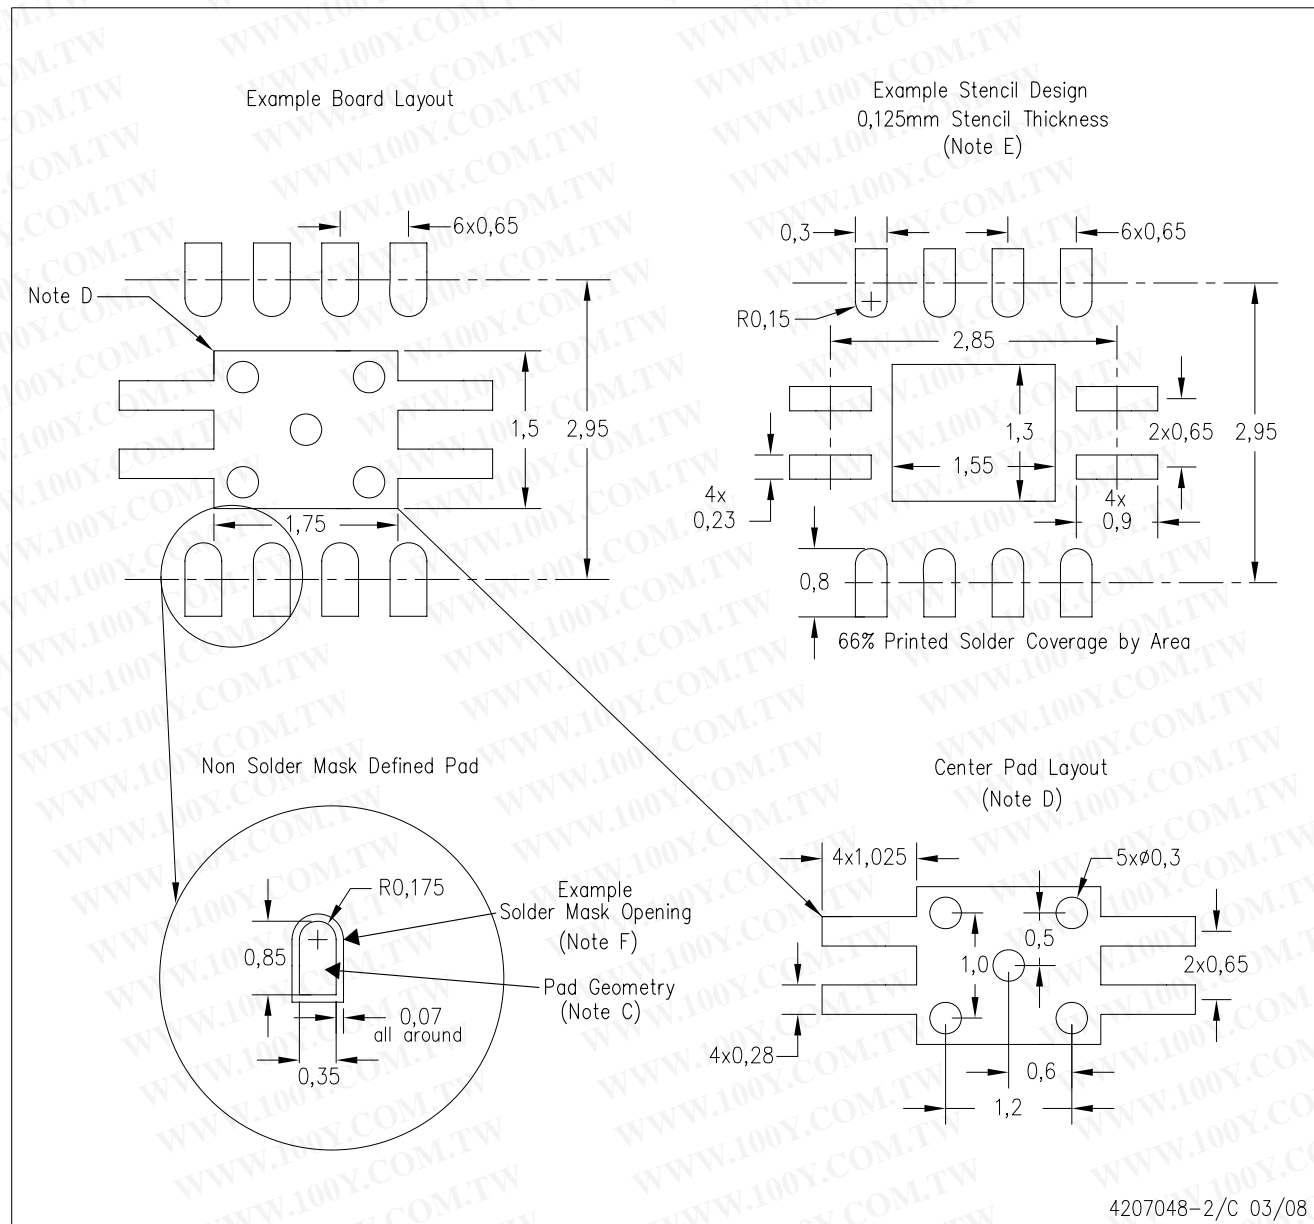 Example Board Layout
Example Stencil Design
0,125mm Stencil Thickness
(Note E)
6x0,65
Note D
1,5
2,95
1,75
0,3
6x0,65
R0,15
2,85
1,3
1,55
2x0,65
2,95
4x
0,23
4x
0,9
0,8
66% Printed Solder Coverage by Area
Non Solder Mask Defined Pad
R0,175
0,85
Example
Solder Mask Opening
(Note F)
Pad Geometry
(Note C)
0,07
all around
0,35
Center Pad Layout
(Note D)
4x1,025
5xø0,3
0,5
1,0
2x0,65
4x0,28
0,6
1,2
4207048-2/C 03/08
WWW.100Y.COM.TW